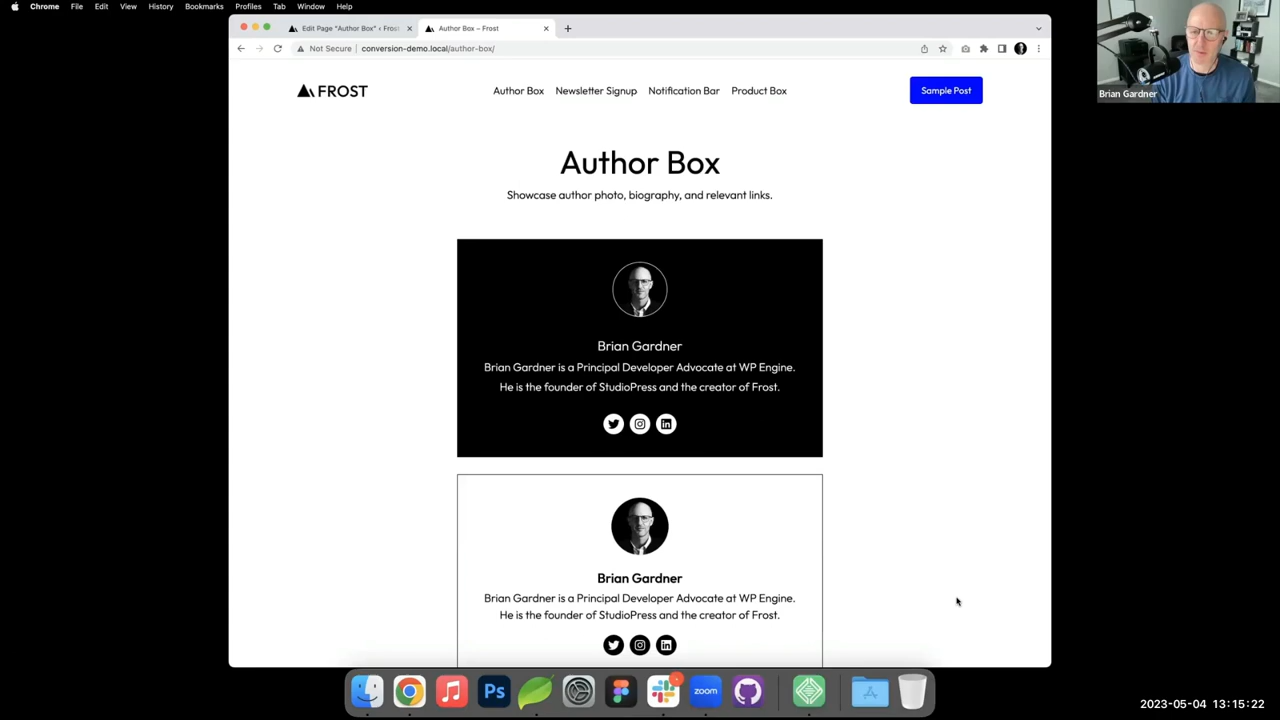 Chrome File Edit View History Bookmarks Profiles Tab Window Help
Edit Page "Author Box" ‹ Frost
Author Box – Frost
Not Secure conversion-demo.local/author-box/
FROST
Author Box Newsletter Signup Notification Bar Product Box
Sample Post
Brian Gardner
Author Box
Showcase author photo, biography, and relevant links.
Brian Gardner
Brian Gardner is a Principal Developer Advocate at WP Engine.
He is the founder of StudioPress and the creator of Frost.
Brian Gardner
Brian Gardner is a Principal Developer Advocate at WP Engine.
He is the founder of StudioPress and the creator of Frost.
Ps
zoom
2023-05-04 13:15:22